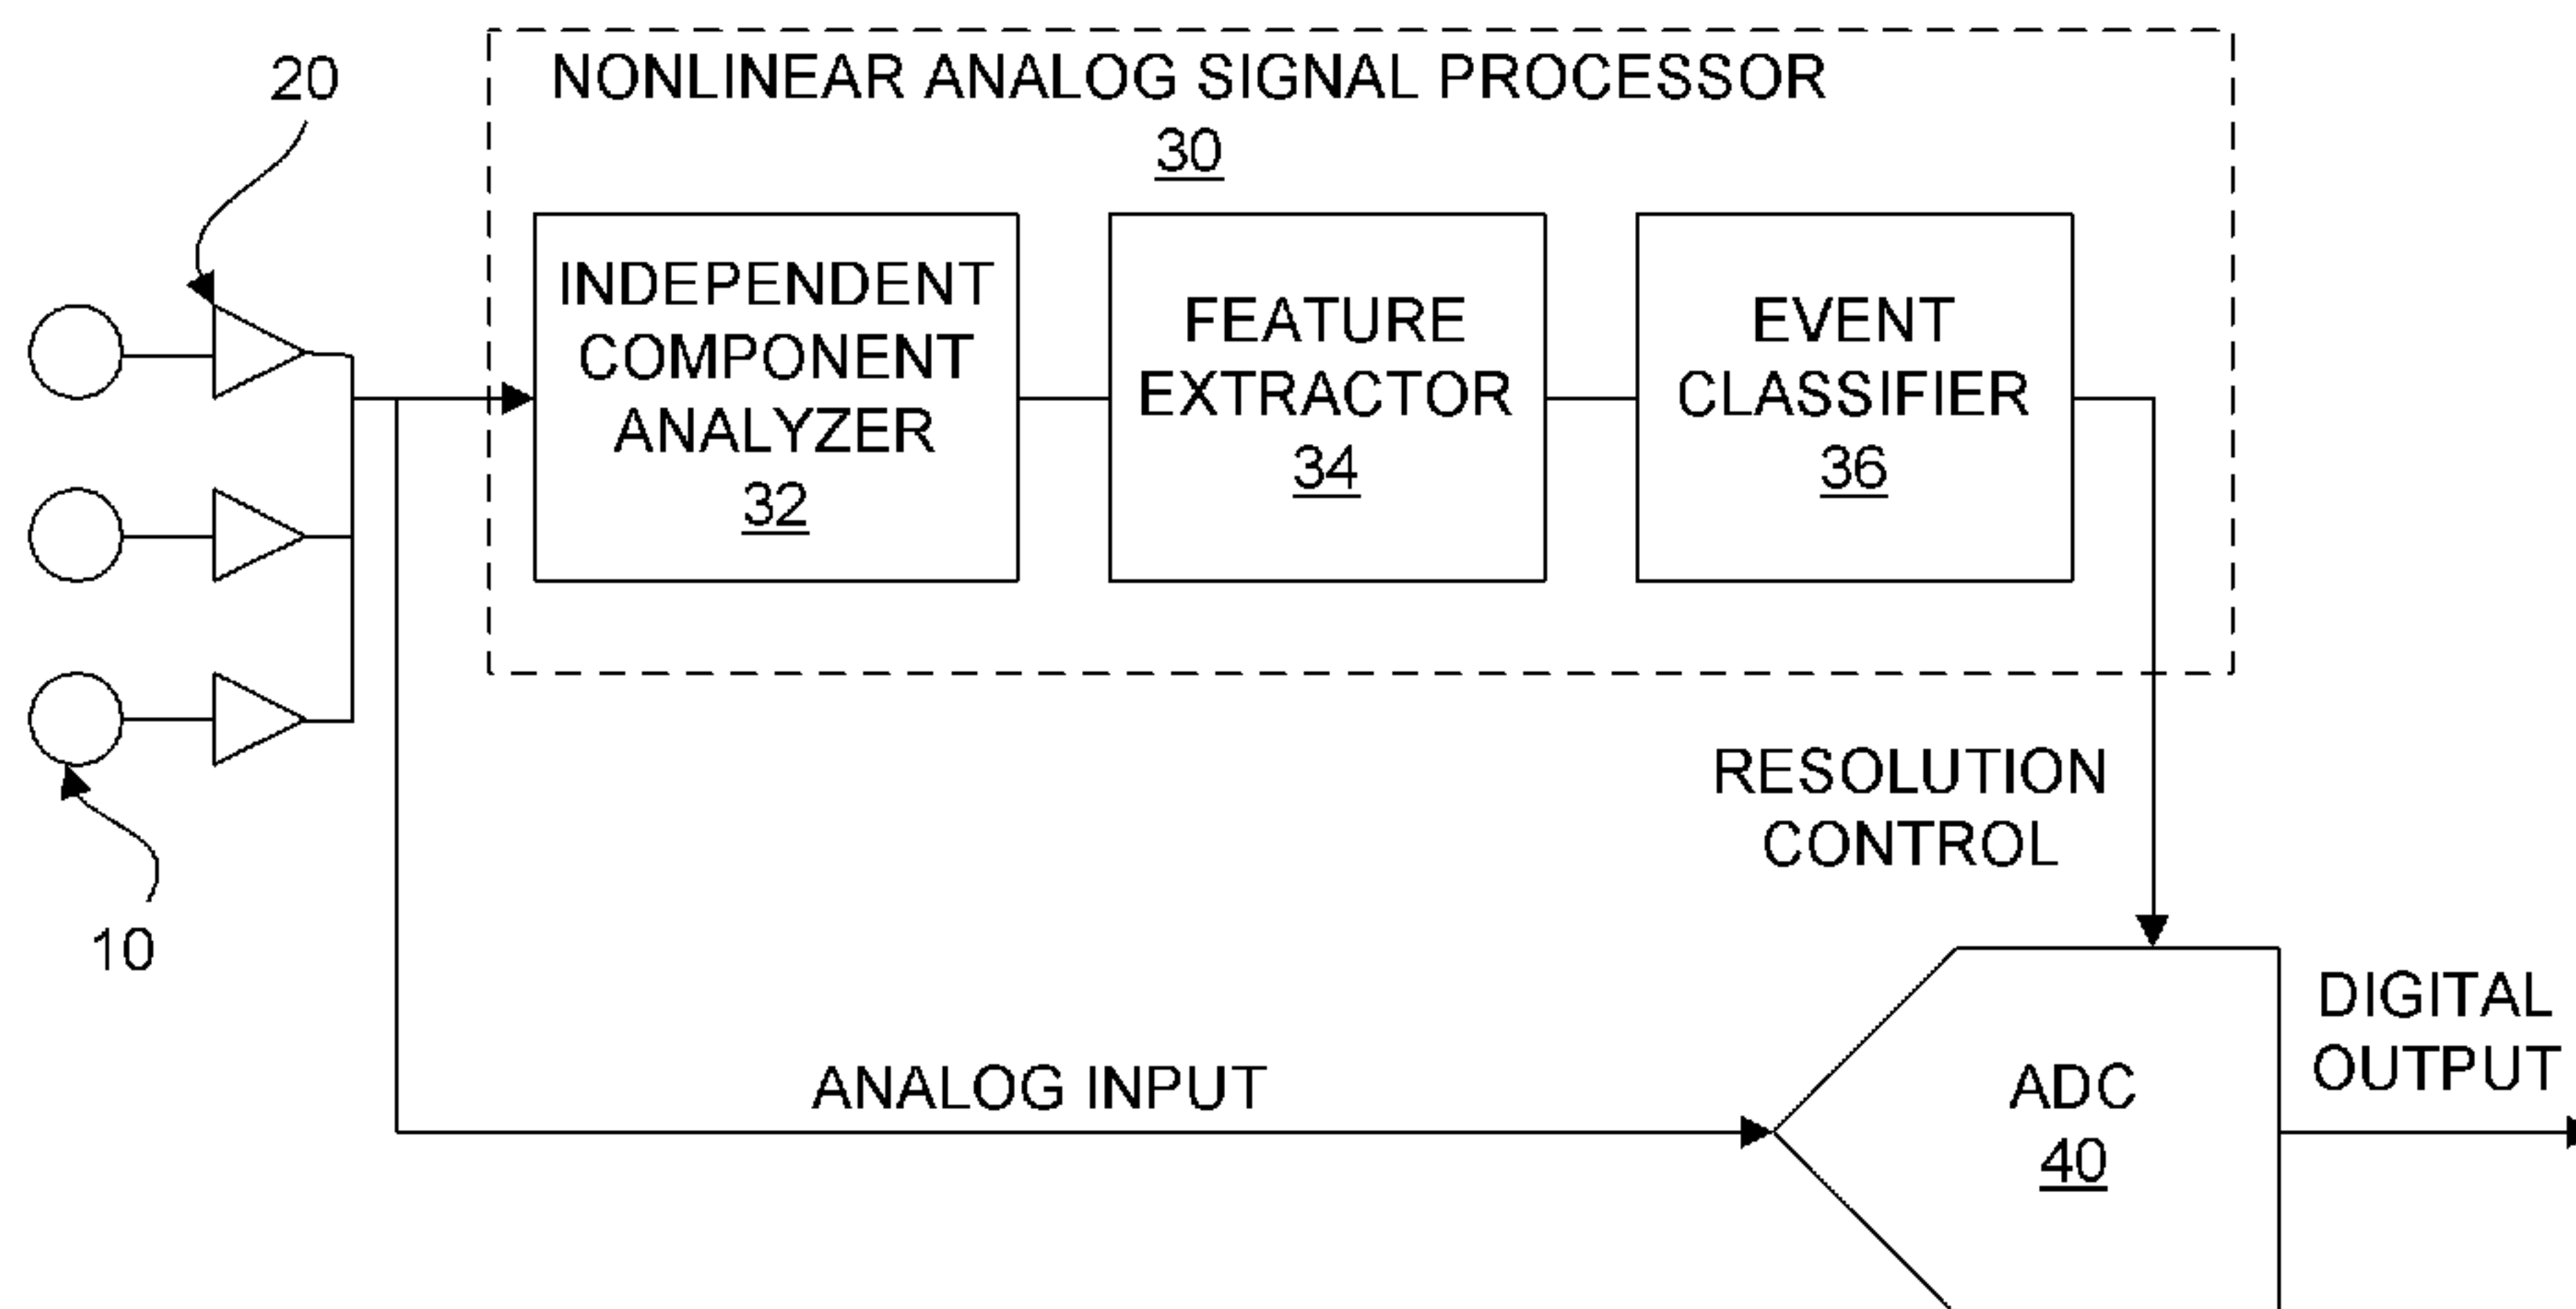 20
NONLINEAR ANALOG SIGNAL PROCESSOR
30
INDEPENDENT
COMPONENT
ANALYZER
32
FEATURE
EXTRACTOR
34
EVENT
CLASSIFIER
36
10
RESOLUTION
CONTROL
ANALOG INPUT
ADC
40
DIGITAL
OUTPUT